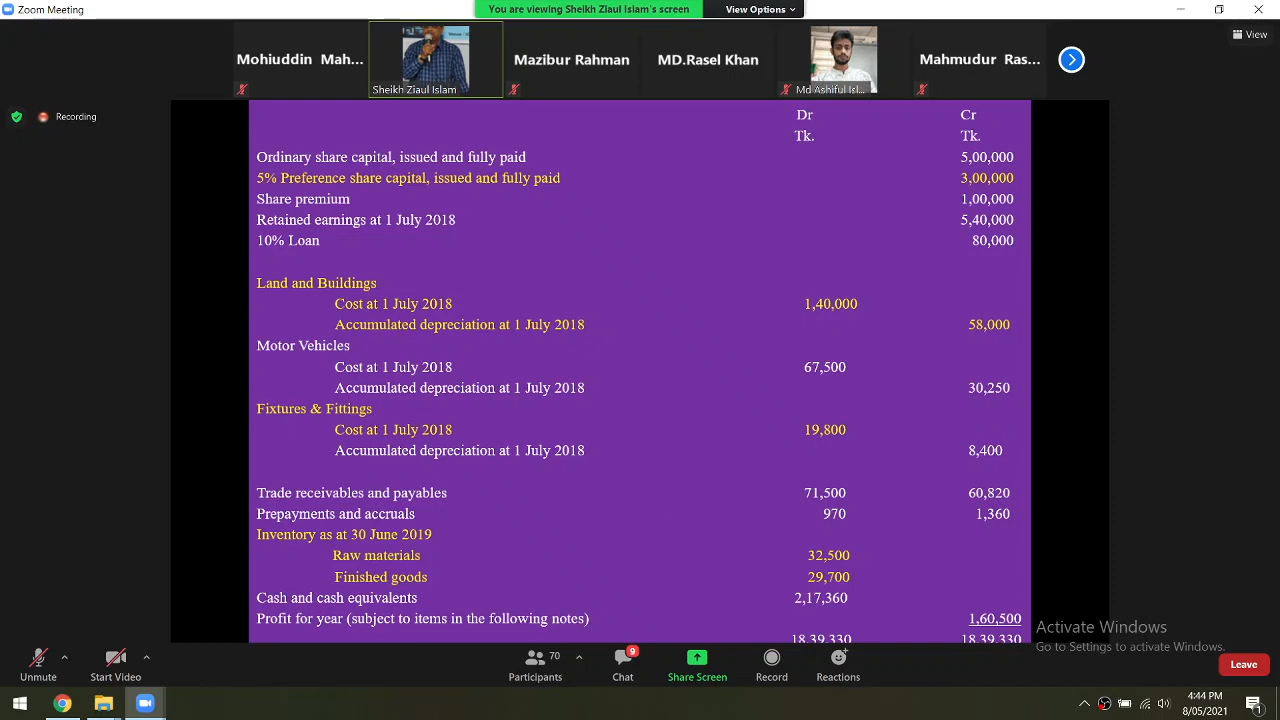 Zoom Meeting
You are viewing Sheikh Ziaul Islam's screen
View Options
View
Mohiuddin Mah...
Sheikh Ziaul Islam
Mazibur Rahman
MD.Rasel Khan
Md Ashiful Isl...
Mahmudur Ras...
Recording
Dr Cr
Tk. Tk.
Ordinary share capital, issued and fully paid 5,00,000
5% Preference share capital, issued and fully paid 3,00,000
Share premium 1,00,000
Retained earnings at 1 July 2018 5,40,000
10% Loan 80,000
Land and Buildings
Cost at 1 July 2018 1,40,000
Accumulated depreciation at 1 July 2018 58,000
Motor Vehicles
Cost at 1 July 2018 67,500
Accumulated depreciation at 1 July 2018 30,250
Fixtures & Fittings
Cost at 1 July 2018 19,800
Accumulated depreciation at 1 July 2018 8,400
Trade receivables and payables 71,500 60,820
Prepayments and accruals 970 1,360
Inventory as at 30 June 2019
Raw materials 32,500
Finished goods 29,700
Cash and cash equivalents 2,17,360
Profit for year (subject to items in the following notes) 1,60,500
18,39,330 18,39,330
Activate Windows
Go to Settings to activate Windows.
Unmute
Start Video
70
Participants
9
Chat
Share Screen
Record
Reactions
Leave
4:44 PM
8/05/2021